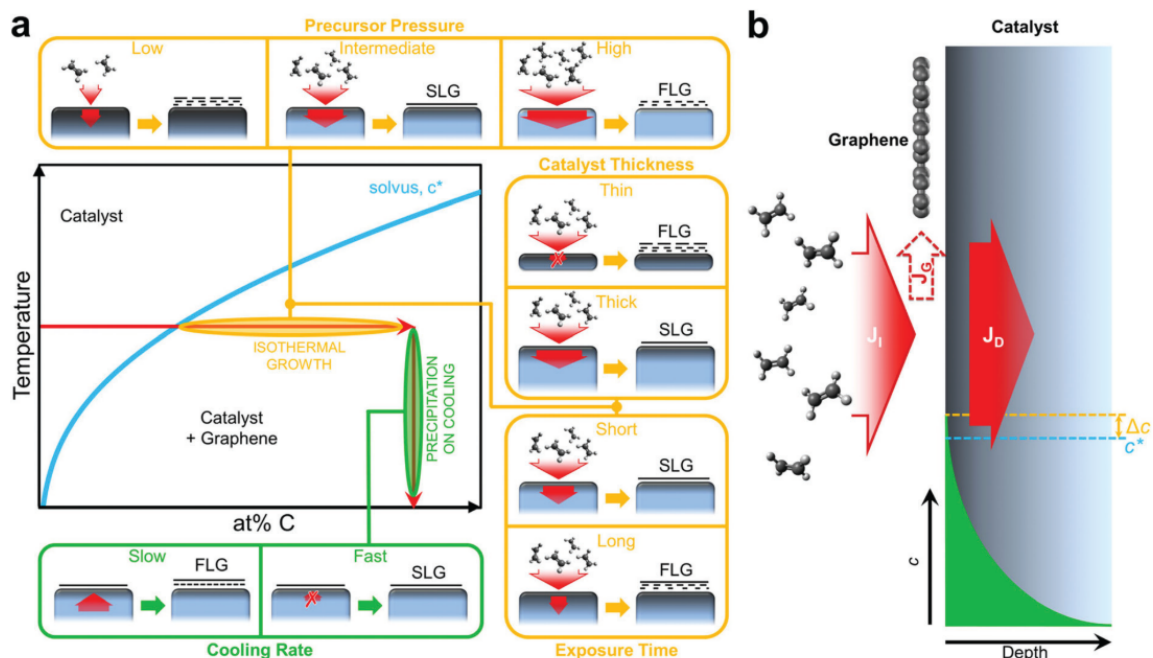 a
Precursor Pressure
Low
Intermediate
High
SLG
FLG
Temperature
Catalyst
solvus, c*
ISOTHERMAL
GROWTH
Catalyst
+ Graphene
PRECIPITATION
ON COOLING
at% C
Catalyst Thickness
Thin
FLG
Thick
SLG
Short
SLG
Long
FLG
Exposure Time
Slow
FLG
Fast
SLG
Cooling Rate
b
Catalyst
Graphene
J_G
J_I
J_D
Δc
c*
c
Depth